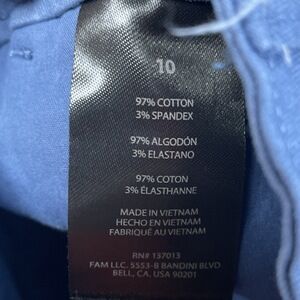 10
97% COTTON
3% SPANDEX
97% ALGODÓN
3% ELASTANO
97% COTON
3% ÉLASTHANNE
MADE IN VIETNAM
HECHO EN VIETNAM
FABRIQUÉ AU VIETNAM
RN# 137013
FAM LLC. 5553-B BANDINI BLVD
BELL, CA. USA 90201